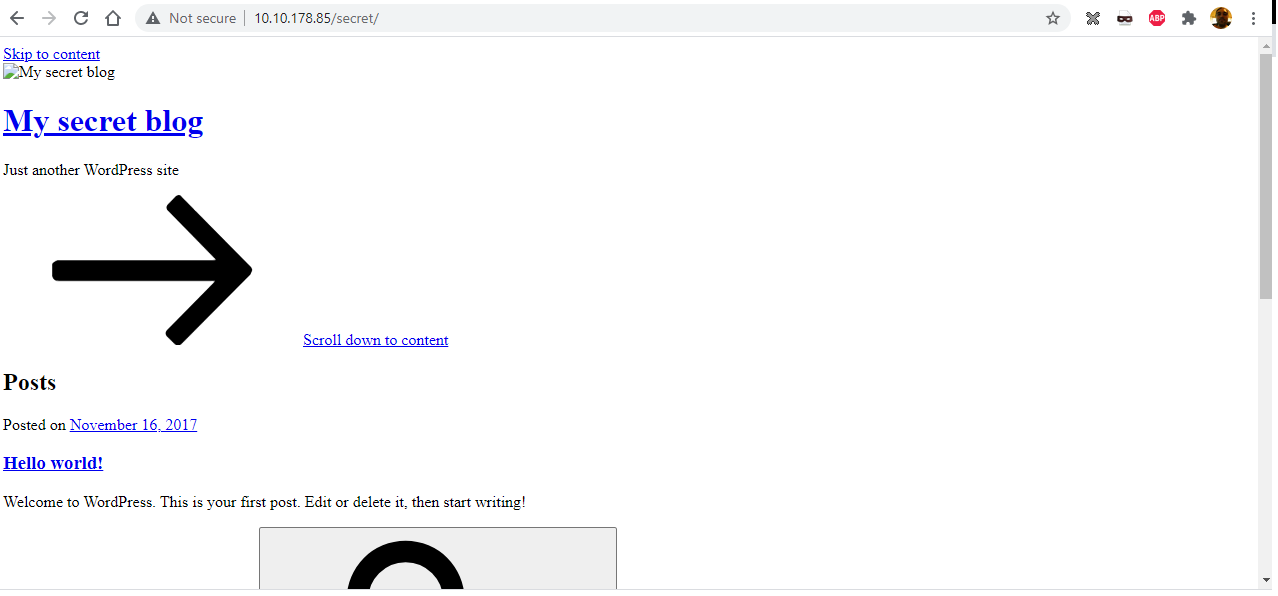 Not secure 10.10.178.85/secret/
ABP
Skip to content
My secret blog
My secret blog
Just another WordPress site
Scroll down to content
Posts
Posted on November 16, 2017
Hello world!
Welcome to WordPress. This is your first post. Edit or delete it, then start writing!